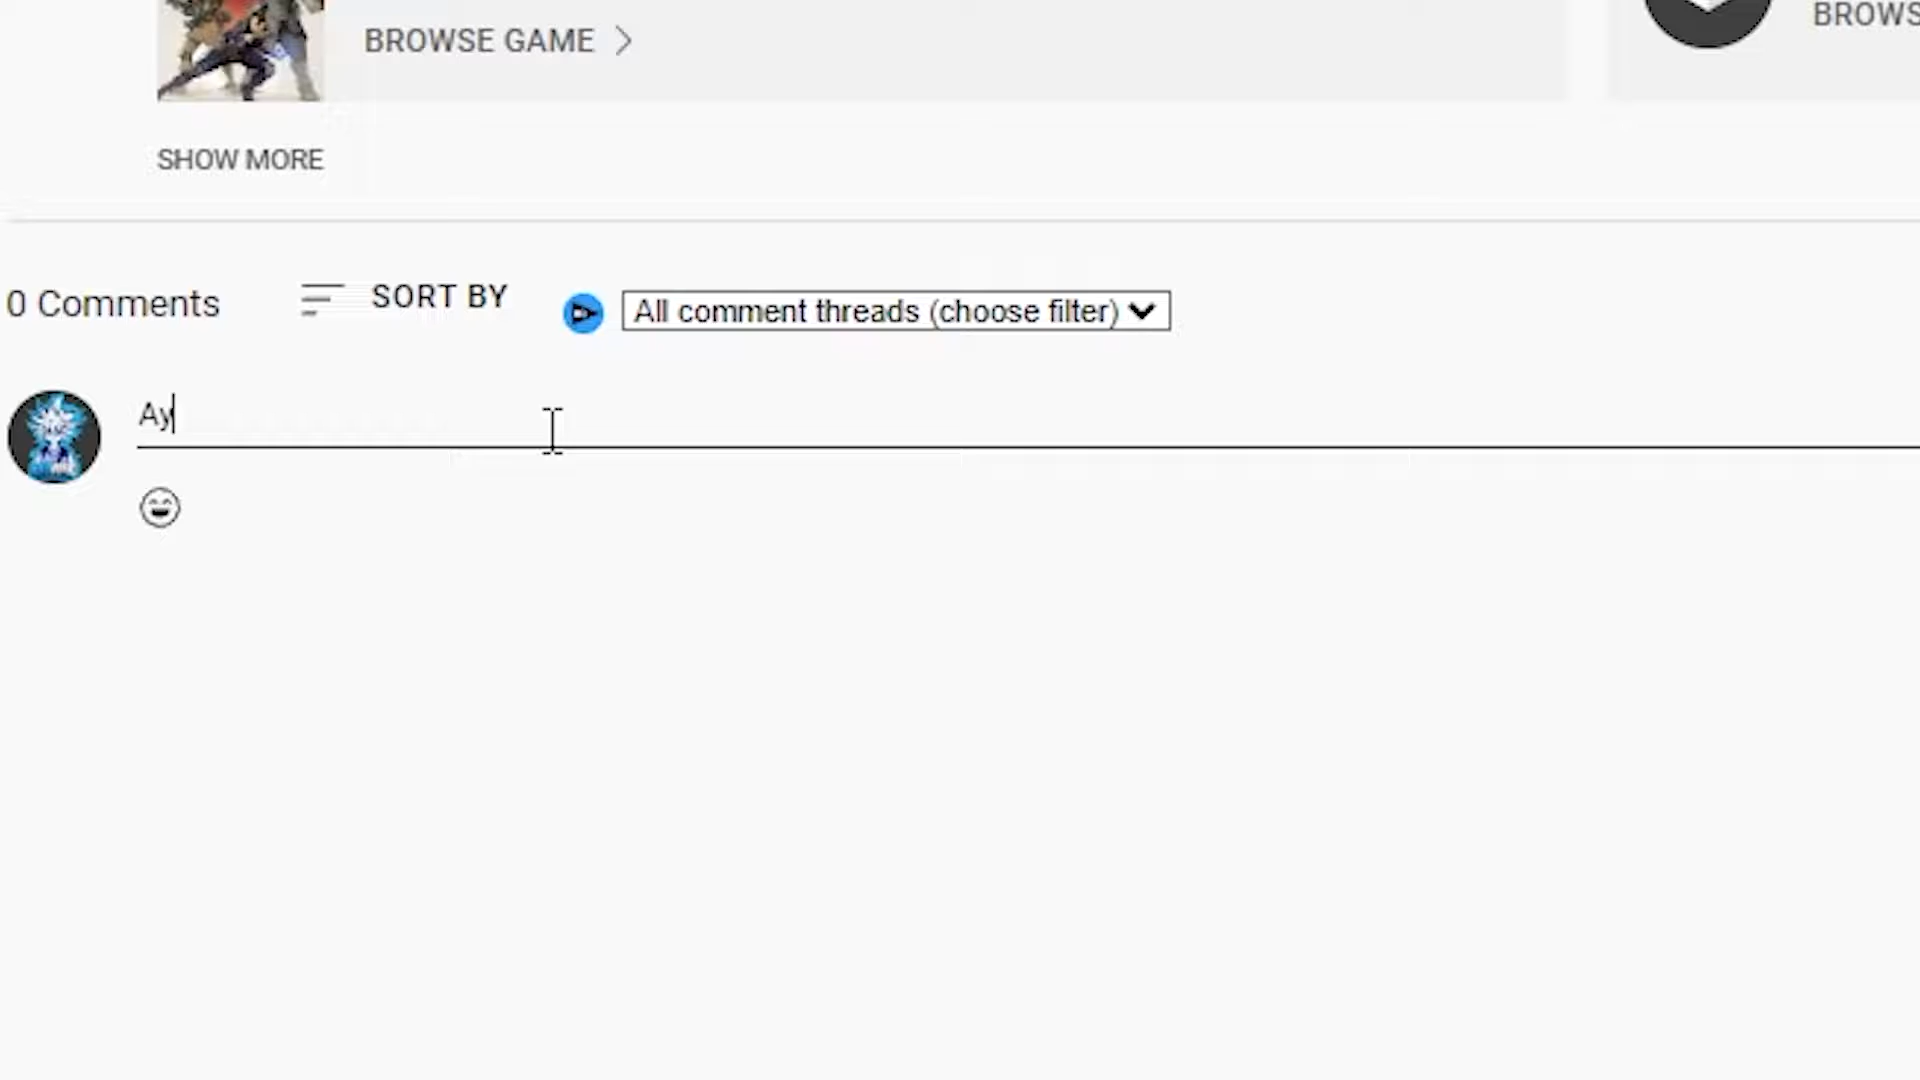 BROWSE GAME
BROWS
SHOW MORE
0 Comments
SORT BY
All comment threads (choose filter)
Ay